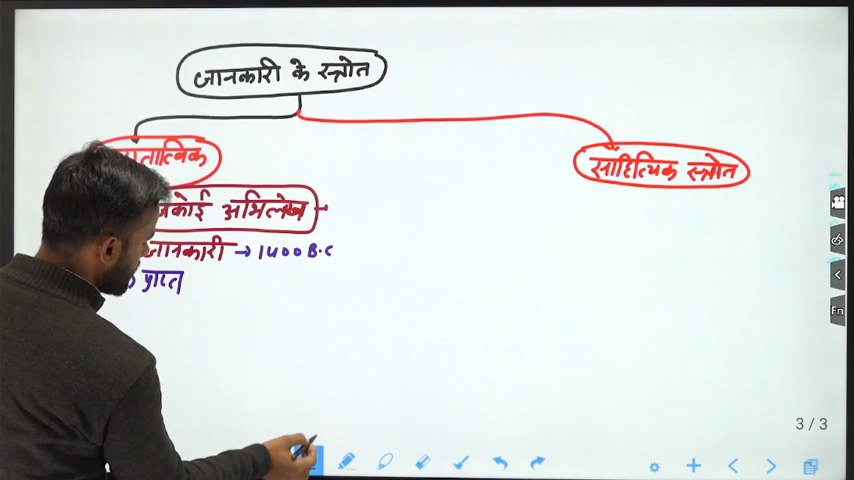 जानकारी के स्त्रोत
साहित्यिक स्त्रोत
अभिलेख
जानकारी → 1400 B.C
प्राप्त
3 / 3
Fn